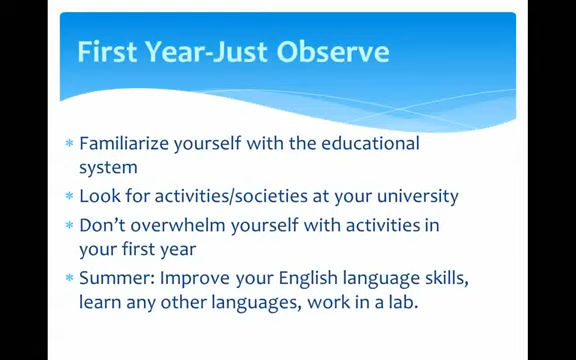 First Year-Just Observe
* Familiarize yourself with the educational
system
* Look for activities/societies at your university
* Don't overwhelm yourself with activities in
your first year
* Summer: Improve your English language skills,
learn any other languages, work in a lab.